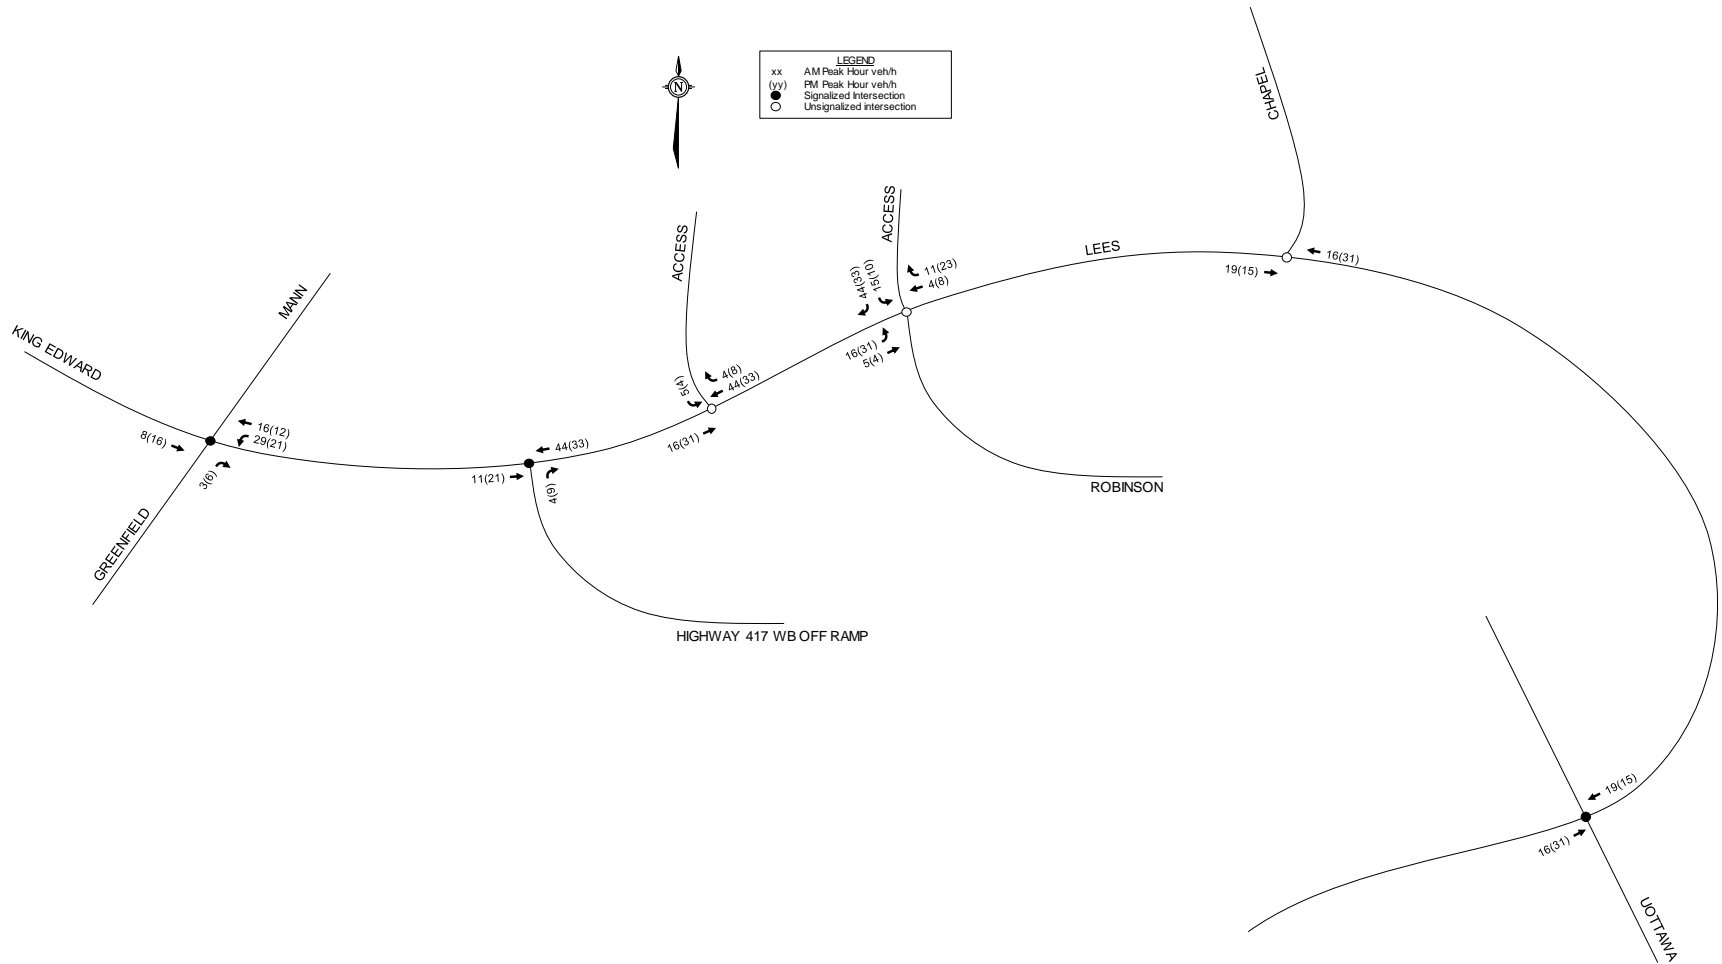 LEGEND
xx AM Peak Hour veh/h
(yy) PM Peak Hour veh/h
Signalized Intersection
Unsignalized intersection
N
CHAPEL
ACCESS
ACCESS
LEES
MANN
KING EDWARD
16(31)
19(15)
11(23)
4(8)
15(10)
44(33)
16(31)
5(4)
4(8)
44(33)
5(4)
16(31)
8(16)
16(12)
29(21)
3(6)
44(33)
11(21)
4(9)
ROBINSON
GREENFIELD
HIGHWAY 417 WB OFF RAMP
19(15)
16(31)
UOTTAWA